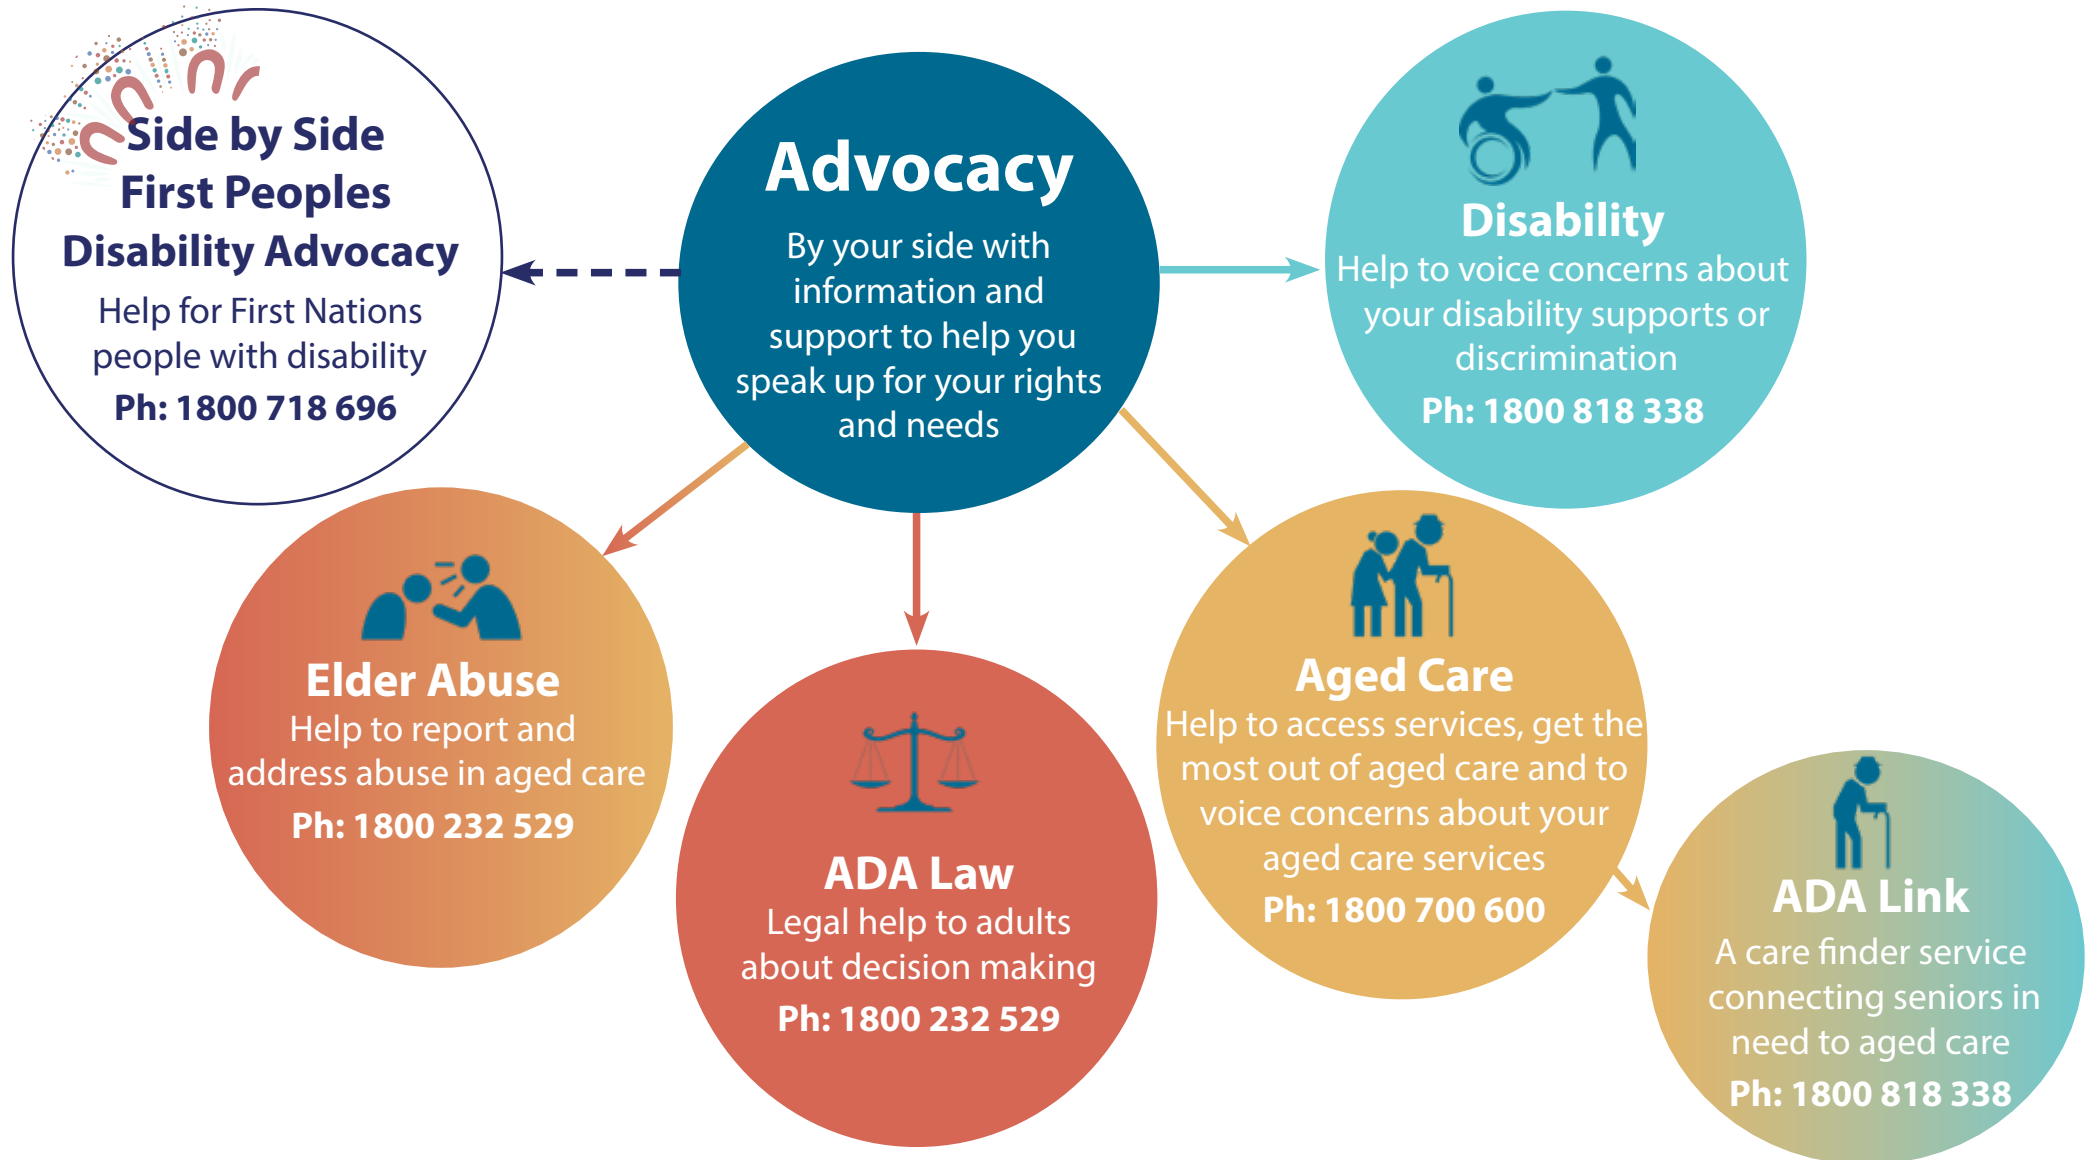 Side by Side
First Peoples
Disability Advocacy
Help for First Nations
people with disability
Ph: 1800 718 696
Advocacy
By your side with
information and
support to help you
speak up for your rights
and needs
Disability
Help to voice concerns about
your disability supports or
discrimination
Ph: 1800 818 338
Elder Abuse
Help to report and
address abuse in aged care
Ph: 1800 232 529
ADA Law
Legal help to adults
about decision making
Ph: 1800 232 529
Aged Care
Help to access services, get the
most out of aged care and to
voice concerns about your
aged care services
Ph: 1800 700 600
ADA Link
A care finder service
connecting seniors in
need to aged care
Ph: 1800 818 338